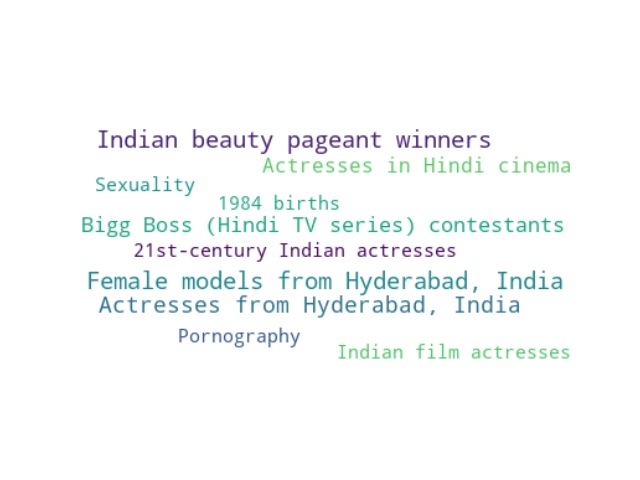 Indian beauty pageant winners
Actresses in Hindi cinema
Sexuality
1984 births
Bigg Boss (Hindi TV series) contestants
21st-century Indian actresses
Female models from Hyderabad, India
Actresses from Hyderabad, India
Pornography
Indian film actresses